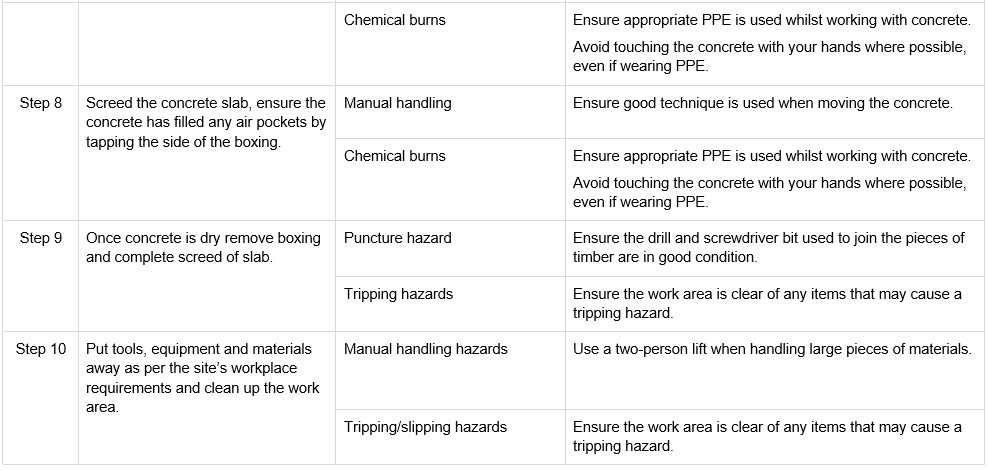 Chemical burns
Ensure appropriate PPE is used whilst working with concrete.
Avoid touching the concrete with your hands where possible,
even if wearing PPE.
Step 8
Screed the concrete slab, ensure the
concrete has filled any air pockets by
tapping the side of the boxing.
Manual handling
Ensure good technique is used when moving the concrete.
Chemical burns
Ensure appropriate PPE is used whilst working with concrete.
Avoid touching the concrete with your hands where possible,
even if wearing PPE.
Step 9
Once concrete is dry remove boxing
and complete screed of slab.
Puncture hazard
Ensure the drill and screwdriver bit used to join the pieces of
timber are in good condition.
Tripping hazards
Ensure the work area is clear of any items that may cause a
tripping hazard.
Step 10
Put tools, equipment and materials
away as per the site’s workplace
requirements and clean up the work
area.
Manual handling hazards
Use a two-person lift when handling large pieces of materials.
Tripping/slipping hazards
Ensure the work area is clear of any items that may cause a
tripping hazard.